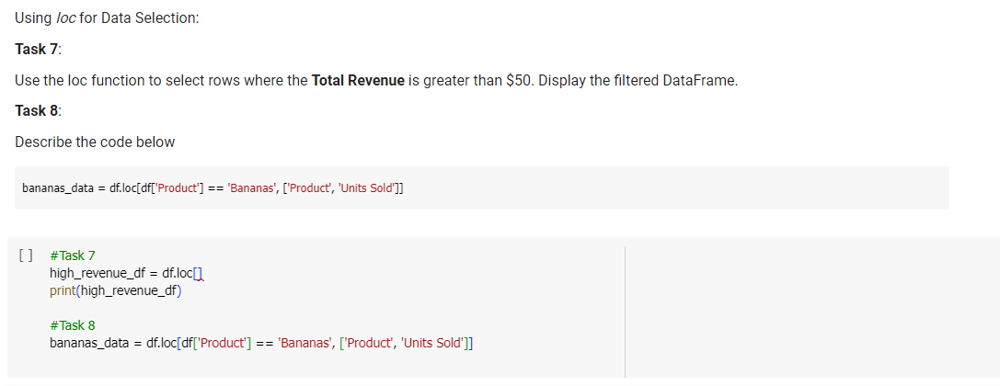 Using loc for Data Selection:
Task 7:
Use the loc function to select rows where the Total Revenue is greater than $50. Display the filtered DataFrame.
Task 8:
Describe the code below
bananas_data = df.loc[df['Product'] == 'Bananas', ['Product', 'Units Sold']]
[ ] #Task 7
high_revenue_df = df.loc[]
print(high_revenue_df)
#Task 8
bananas_data = df.loc[df['Product'] == 'Bananas', ['Product', 'Units Sold']]